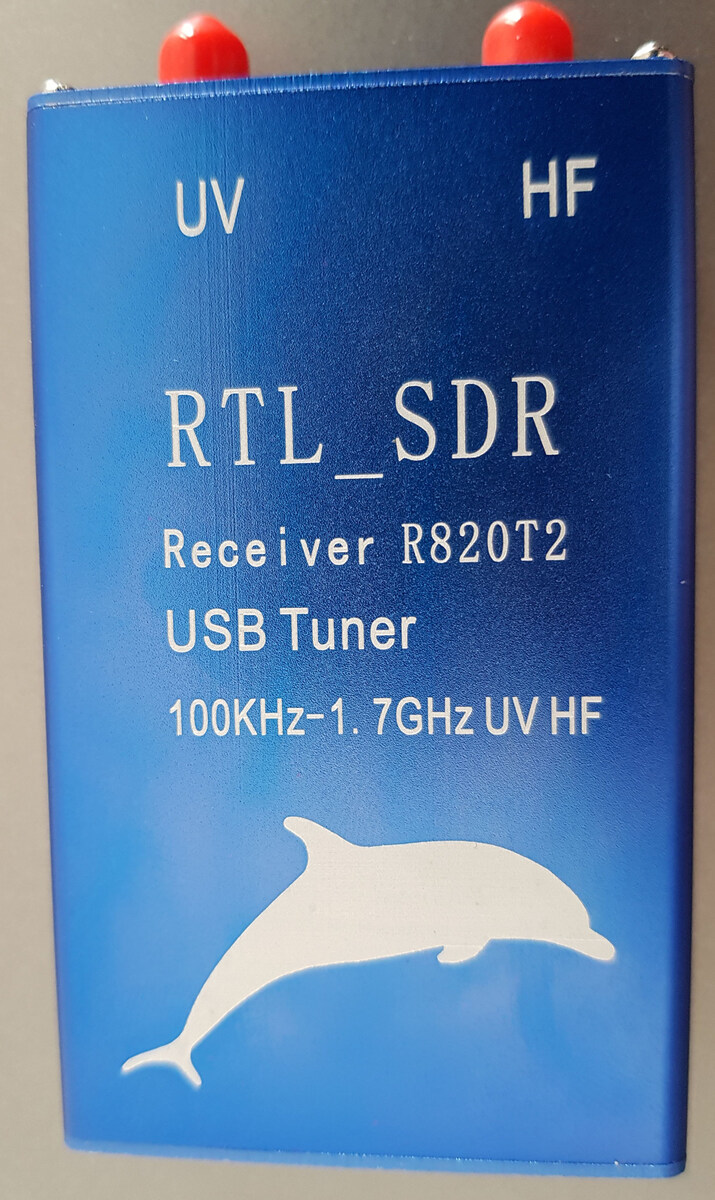 UV HF
RTL_SDR
Receiver R820T2
USB Tuner
100KHz-1.7GHz UV HF